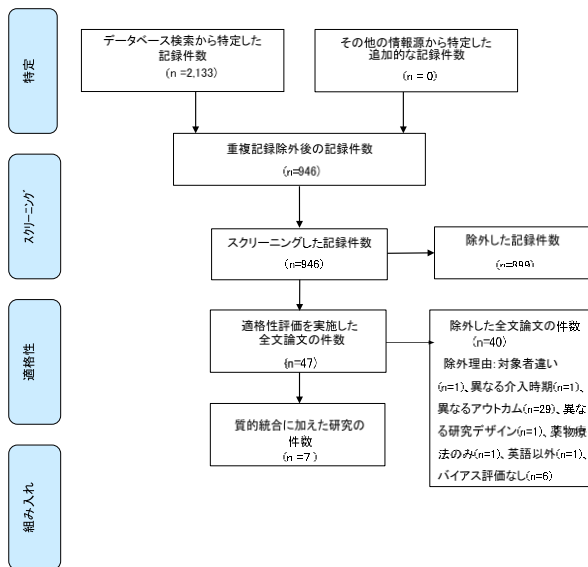 特定
データベース検索から特定した
記録件数
(n =2,133)
その他の情報源から特定した
追加的な記録件数
(n = 0)
重複記録除外後の記録件数
(n=946)
スクリーニング
スクリーニングした記録件数
(n=946)
除外した記録件数
(n=899)
適格性
適格性評価を実施した
全文論文の件数
(n=47)
除外した全文論文の件数
(n=40)
除外理由:対象者違い
(n=1)、異なる介入時期(n=1)、
異なるアウトカム(n=29)、異な
る研究デザイン(n=1)、薬物療
法のみ(n=1)、英語以外(n=1)、
バイアス評価なし(n=6)
質的統合に加えた研究の
件数
(n =7)
組み入れ